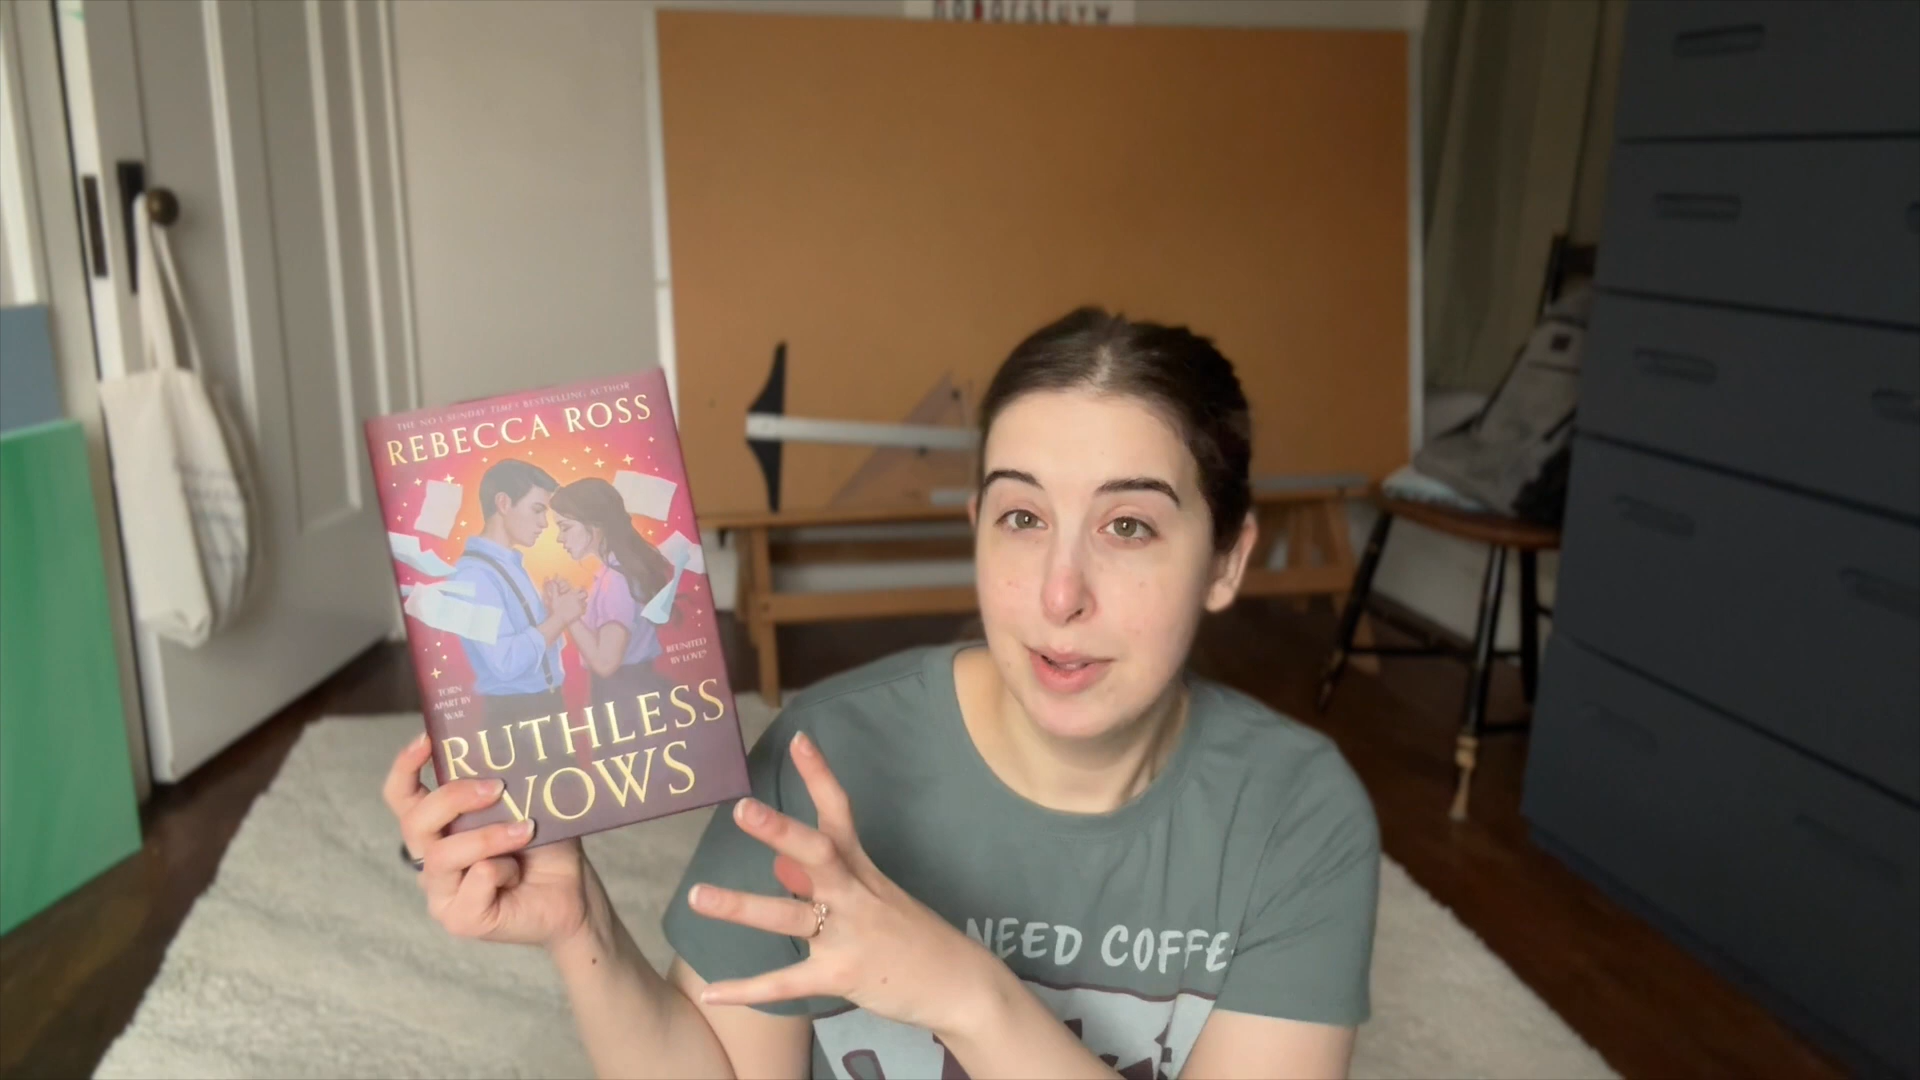 THE NO.1 SUNDAY TIMES BESTSELLING AUTHOR
REBECCA ROSS
TORN
APART BY
WAR.
REUNITED
BY LOVE?
RUTHLESS
VOWS
NEED COFFE